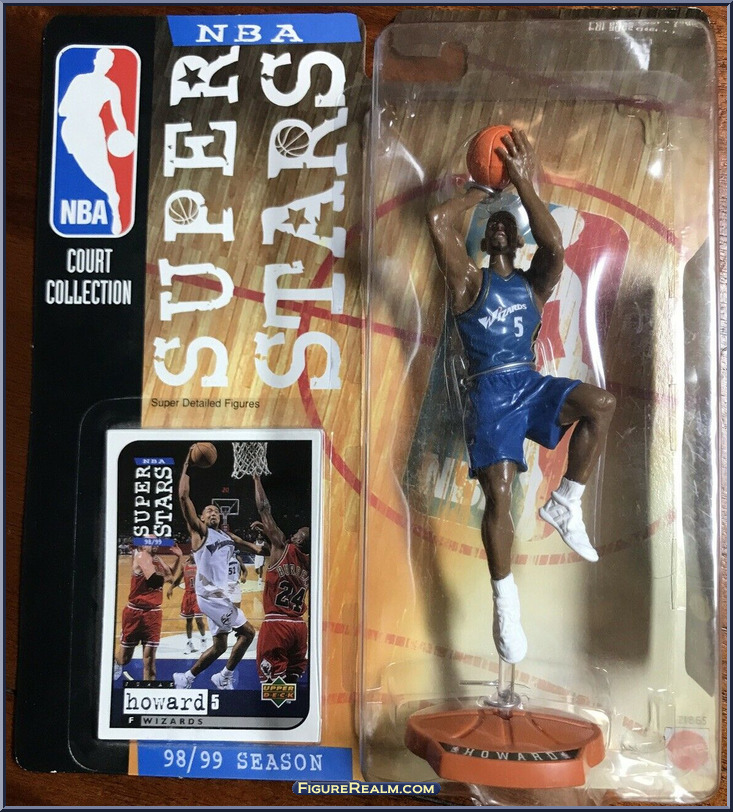 NBA
SUPER
STARS
NBA
COURT
COLLECTION
Super Detailed Figures
WIZARDS
5
NBA
SUPER
STARS
98/99
51
24
howard 5
F WIZARDS
UPPER
DECK
HOWARD
98/99 SEASON
FIGUREREALM.COM